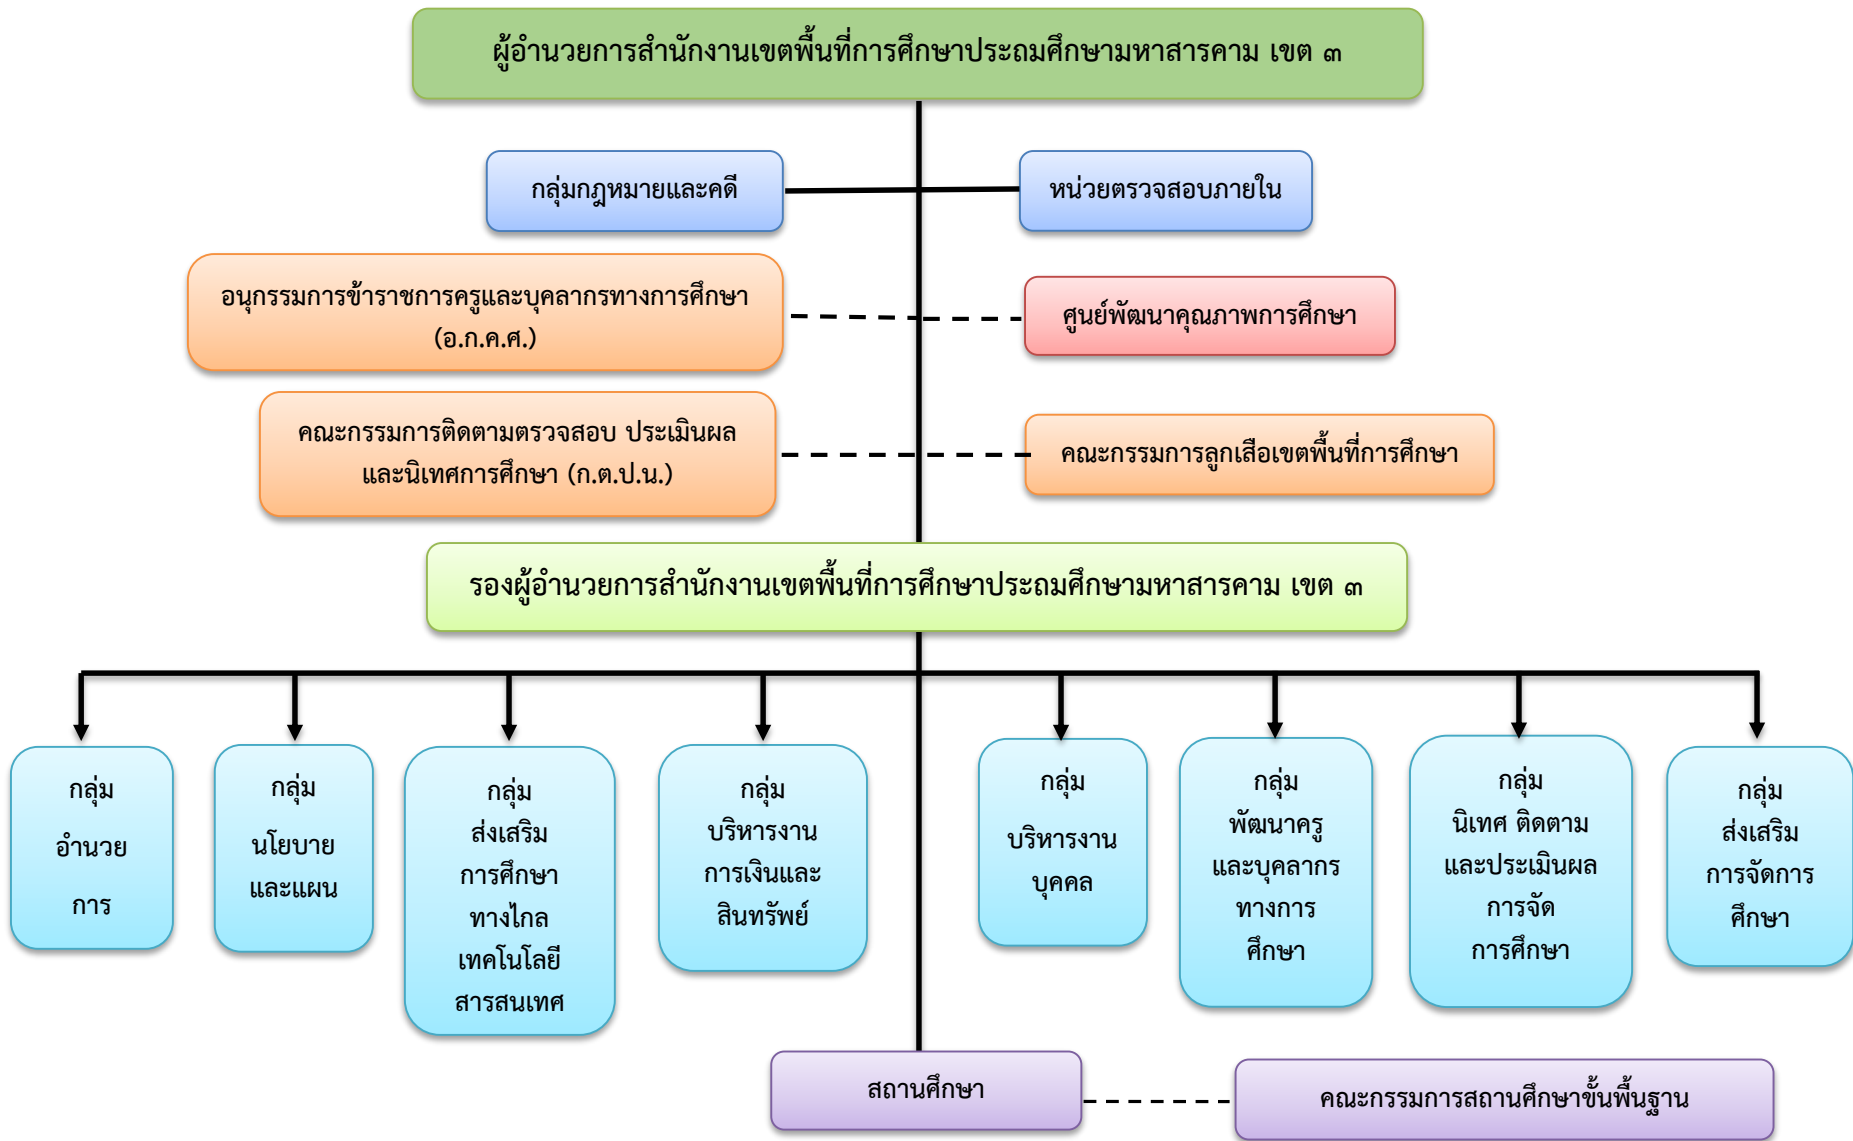 ผู้อำนวยการสำนักงานเขตพื้นที่การศึกษาประถมศึกษามหาสารคาม เขต ๓
กลุ่มกฎหมายและคดี
หน่วยตรวจสอบภายใน
อนุกรรมการข้าราชการครูและบุคลากรทางการศึกษา
(อ.ก.ค.ศ.)
ศูนย์พัฒนาคุณภาพการศึกษา
คณะกรรมการติดตามตรวจสอบ ประเมินผล
และนิเทศการศึกษา (ก.ต.ป.น.)
คณะกรรมการลูกเสือเขตพื้นที่การศึกษา
รองผู้อำนวยการสำนักงานเขตพื้นที่การศึกษาประถมศึกษามหาสารคาม เขต ๓
กลุ่ม
อำนวย
การ
กลุ่ม
นโยบาย
และแผน
กลุ่ม
ส่งเสริม
การศึกษา
ทางไกล
เทคโนโลยี
สารสนเทศ
กลุ่ม
บริหารงาน
การเงินและ
สินทรัพย์
กลุ่ม
บริหารงาน
บุคคล
กลุ่ม
พัฒนาครู
และบุคลากร
ทางการ
ศึกษา
กลุ่ม
นิเทศ ติดตาม
และประเมินผล
การจัด
การศึกษา
กลุ่ม
ส่งเสริม
การจัดการ
ศึกษา
สถานศึกษา
คณะกรรมการสถานศึกษาขั้นพื้นฐาน